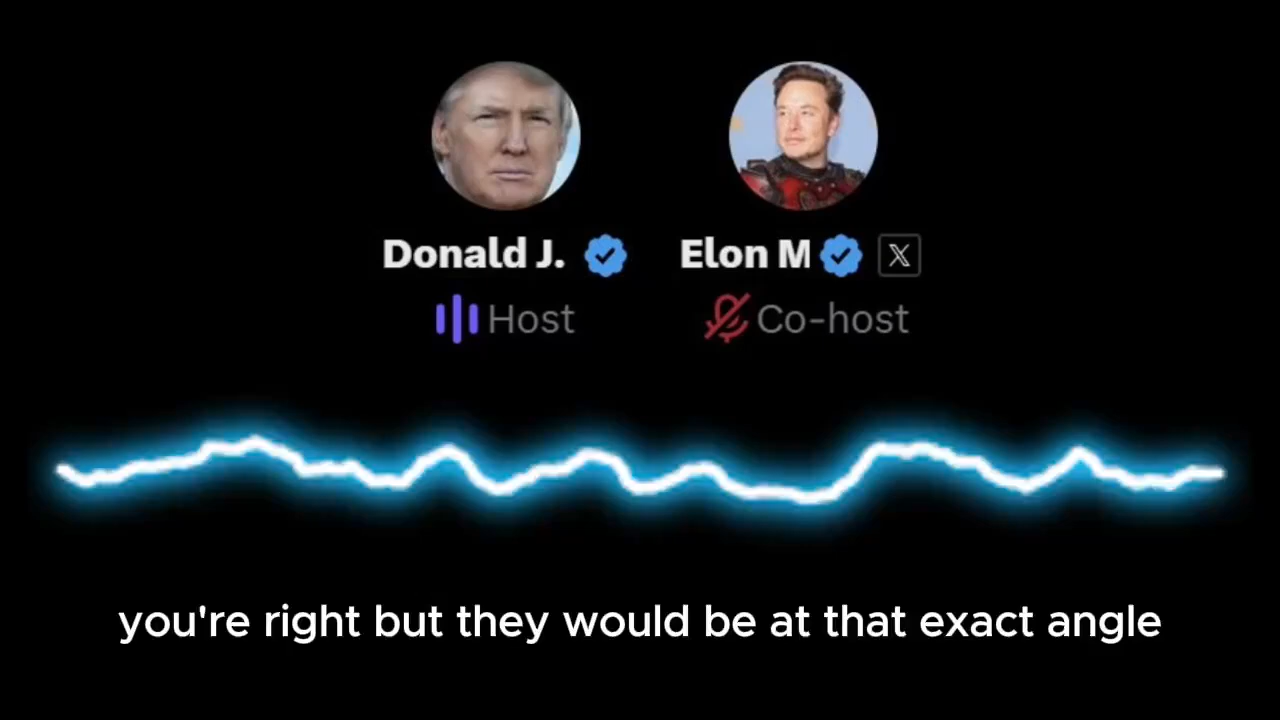 Donald J.
Elon M
X
Host
Co-host
you're right but they would be at that exact angle